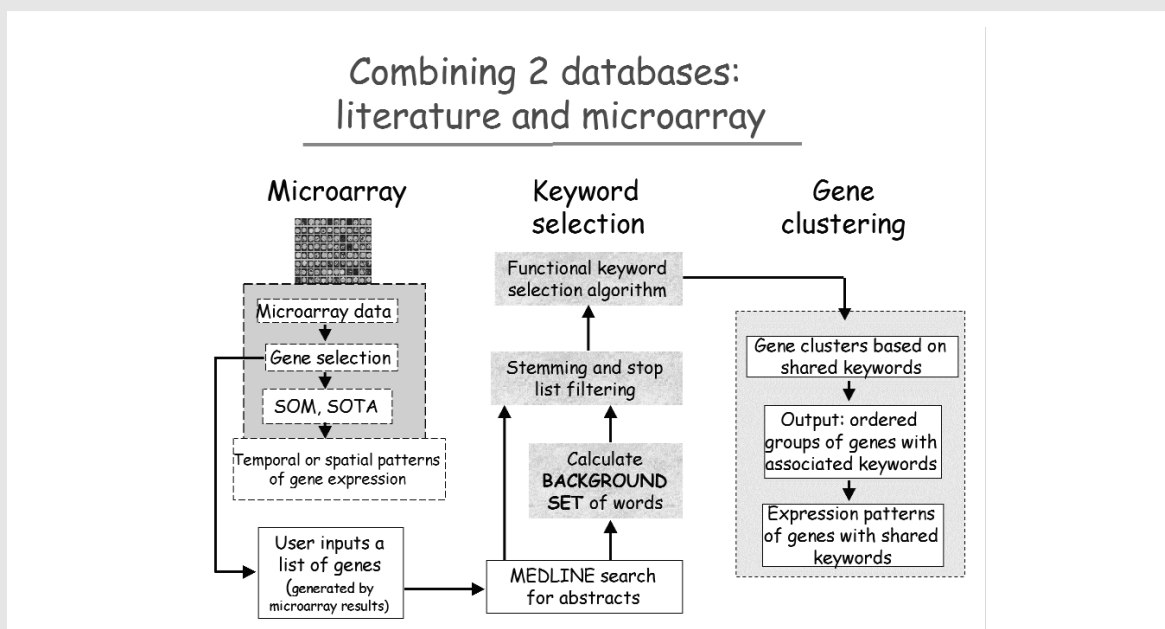 Combining 2 databases:
literature and microarray
Microarray
Microarray data
Gene selection
SOM, SOTA
Temporal or spatial patterns
of gene expression
User inputs a
list of genes
(generated by
microarray results)
Keyword
selection
Functional keyword
selection algorithm
Stemming and stop
list filtering
Calculate
BACKGROUND
SET of words
MEDLINE search
for abstracts
Gene
clustering
Gene clusters based on
shared keywords
Output: ordered
groups of genes with
associated keywords
Expression patterns
of genes with shared
keywords